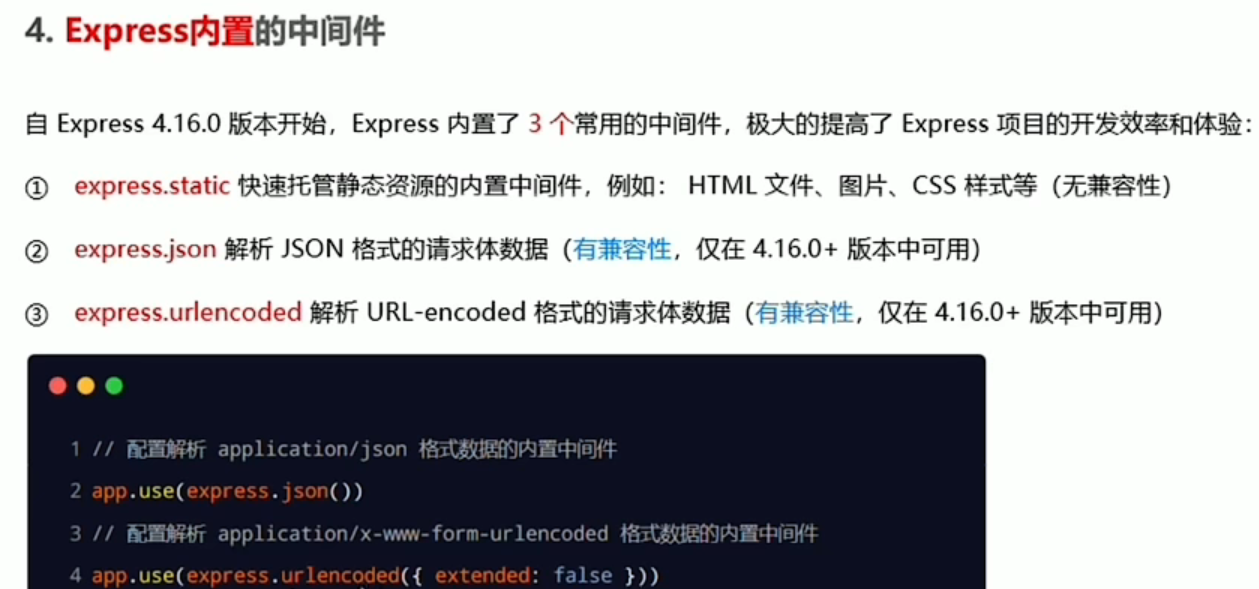 4. Express内置的中间件
自 Express 4.16.0 版本开始，Express 内置了 3 个常用的中间件，极大的提高了 Express 项目的开发效率和体验：
① express.static 快速托管静态资源的内置中间件，例如： HTML 文件、图片、CSS 样式等（无兼容性）
② express.json 解析 JSON 格式的请求体数据（有兼容性，仅在 4.16.0+ 版本中可用）
③ express.urlencoded 解析 URL-encoded 格式的请求体数据（有兼容性，仅在 4.16.0+ 版本中可用）
1 // 配置解析 application/json 格式数据的内置中间件
2 app.use(express.json())
3 // 配置解析 application/x-www-form-urlencoded 格式数据的内置中间件
4 app.use(express.urlencoded({ extended: false }))